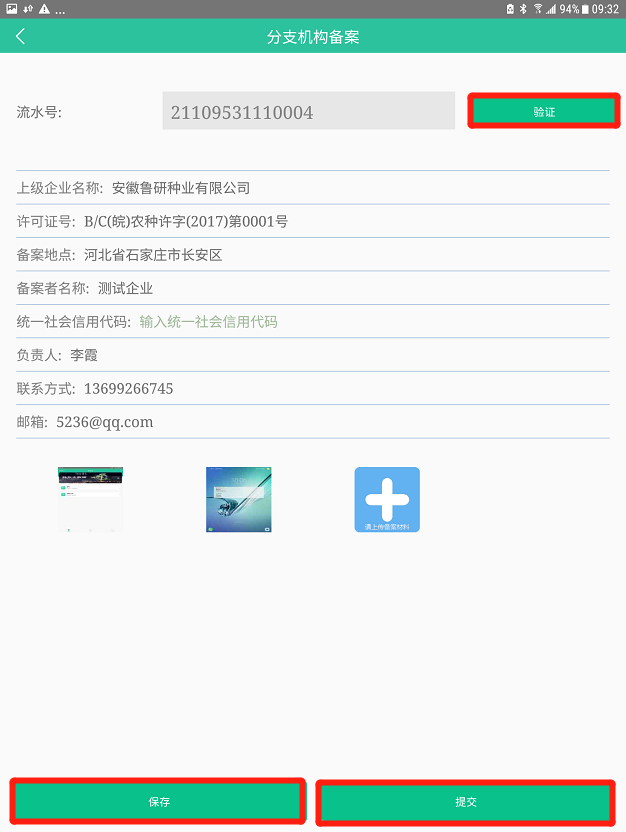 ... 94% 09:32
分支机构备案
流水号: 21109531110004 验证
上级企业名称: 安徽鲁研种业有限公司
许可证号: B/C(皖)农种许字(2017)第0001号
备案地点: 河北省石家庄市长安区
备案者名称: 测试企业
统一社会信用代码: 输入统一社会信用代码
负责人: 李霞
联系方式: 13699266745
邮箱: 5236@qq.com
请上传备案材料
保存 提交